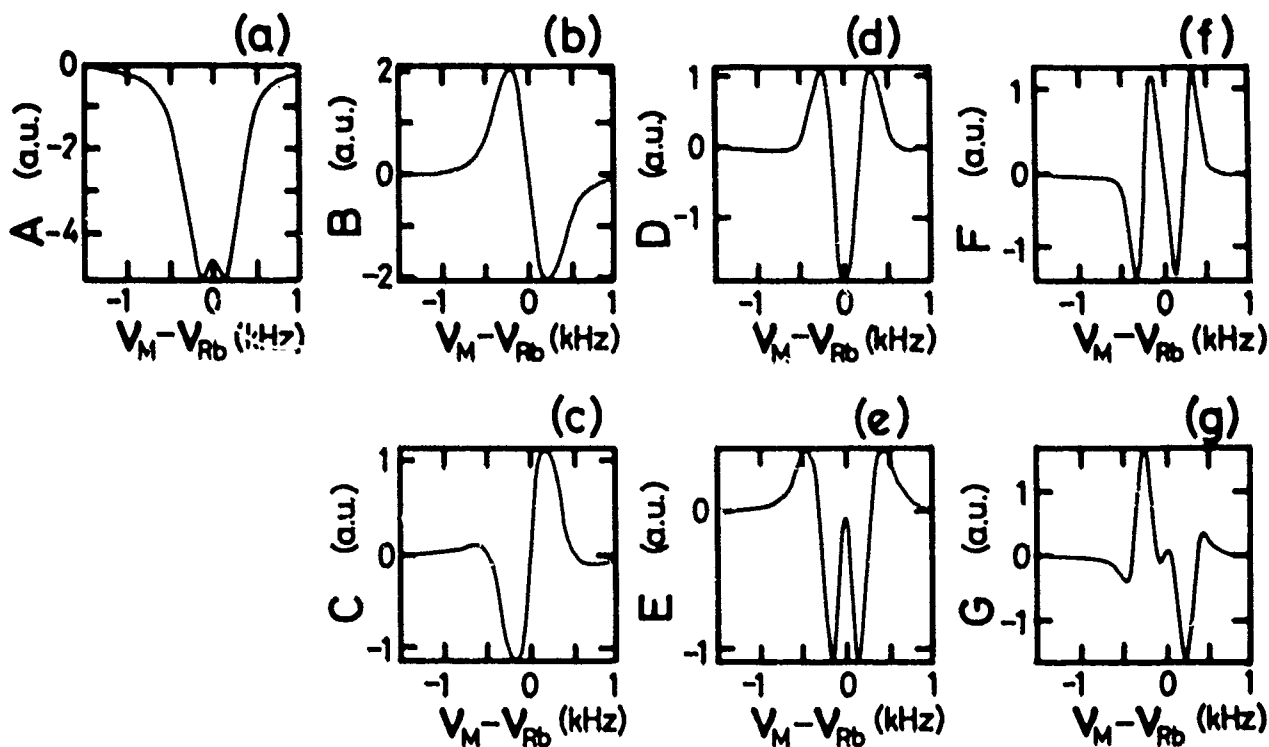 (a)
0
-2
-4
A (a.u.)
-1 0 1
V_M-V_Rb (kHz)
(b)
2
0
-2
B (a.u.)
-1 0 1
V_M-V_Rb (kHz)
(d)
1
0
-1
D (a.u.)
-1 0 1
V_M-V_Rb (kHz)
(f)
1
0
-1
F (a.u.)
-1 0 1
V_M-V_Rb (kHz)
(c)
1
0
-1
C (a.u.)
-1 0 1
V_M-V_Rb (kHz)
(e)
0
-1
E (a.u.)
-1 0 1
V_M-V_Rb (kHz)
(g)
1
0
-1
G (a.u.)
-1 0 1
V_M-V_Rb (kHz)